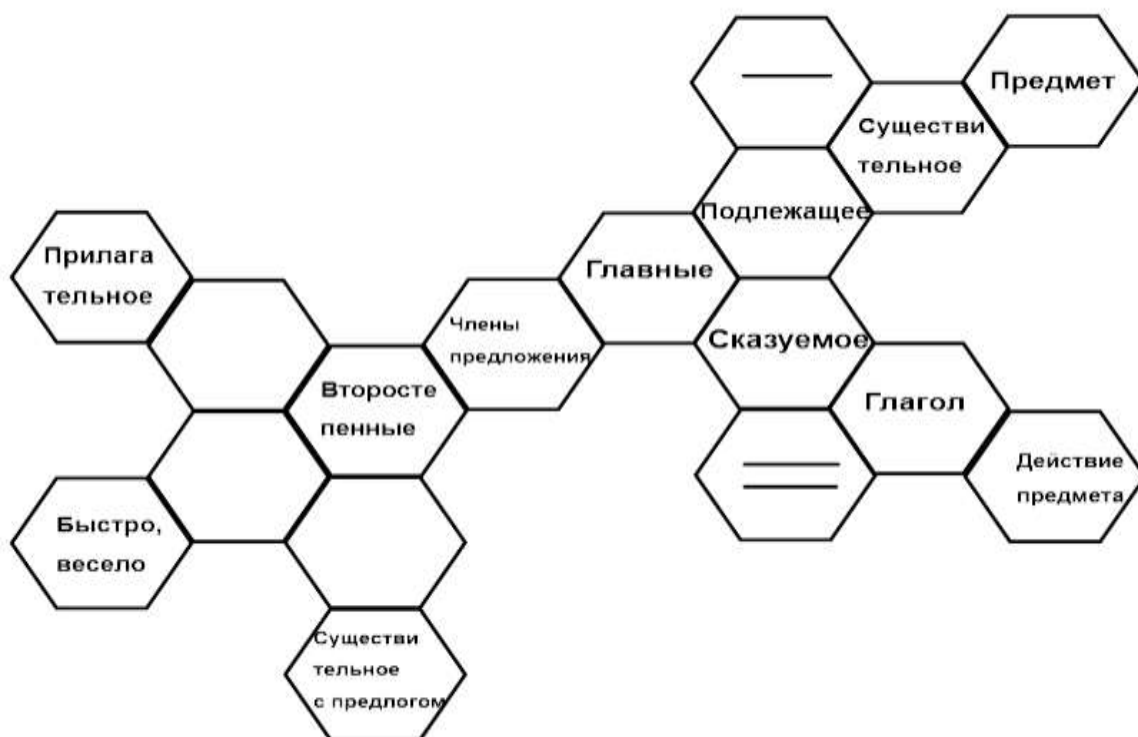 Предмет
Существи
тельное
Подлежащее
Прилага
тельное
Главные
Члены
предложения
Сказуемое
Второсте
пенные
Глагол
Действие
предмета
Быстро,
весело
Существи
тельное
с предлогом